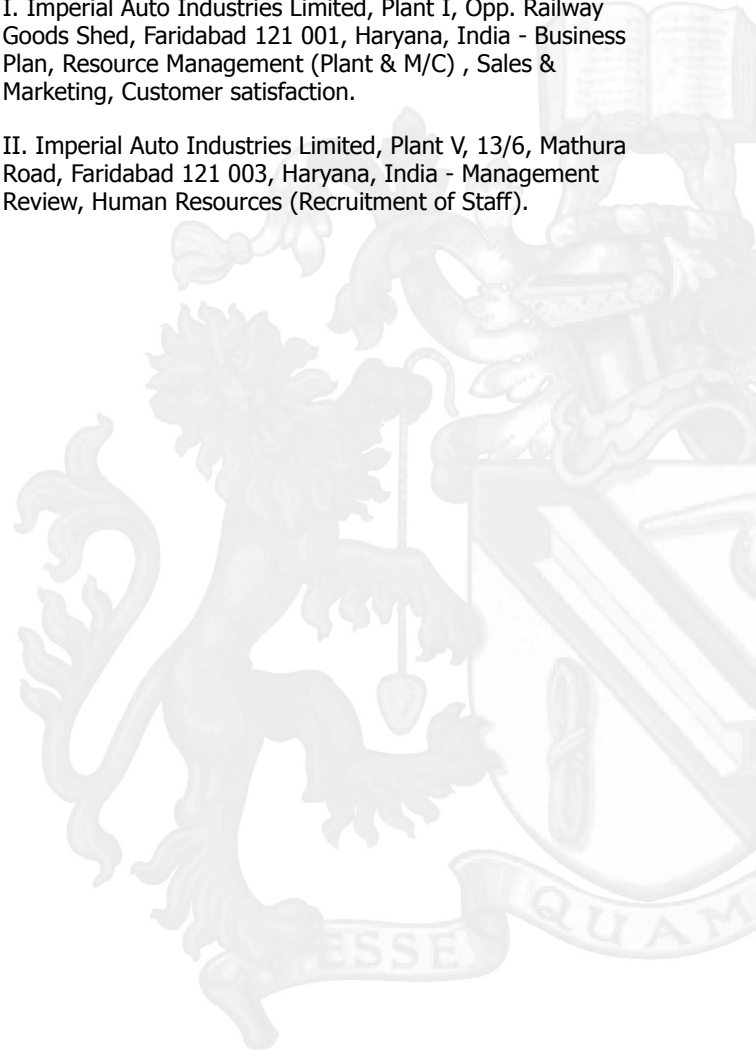 I. Imperial Auto Industries Limited, Plant I, Opp. Railway
Goods Shed, Faridabad 121 001, Haryana, India - Business
Plan, Resource Management (Plant & M/C) , Sales &
Marketing, Customer satisfaction.
II. Imperial Auto Industries Limited, Plant V, 13/6, Mathura
Road, Faridabad 121 003, Haryana, India - Management
Review, Human Resources (Recruitment of Staff).
ESSE QUAM